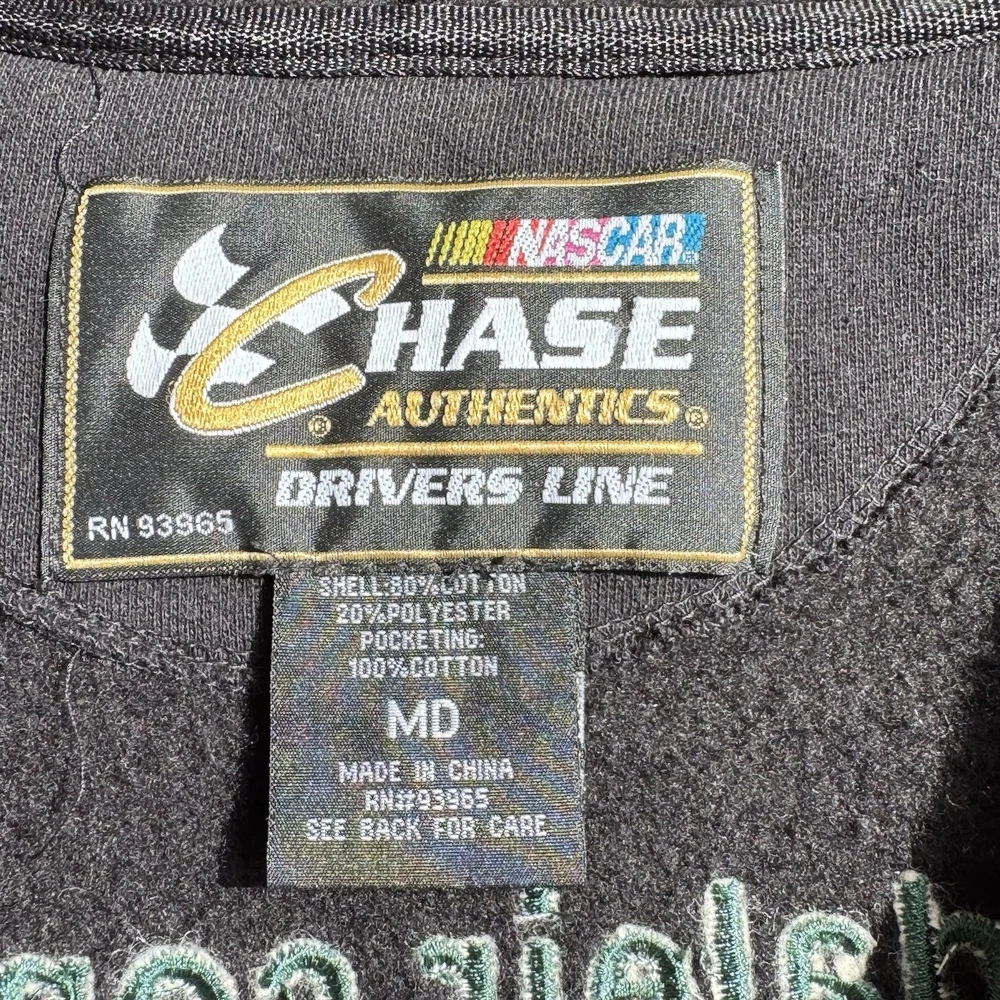 NASCAR
CHASE
AUTHENTICS®
DRIVERS LINE
RN 93965
SHELL:80%COTTON
20%POLYESTER
POCKETING:
100%COTTON
MD
MADE IN CHINA
RN#93965
SEE BACK FOR CARE